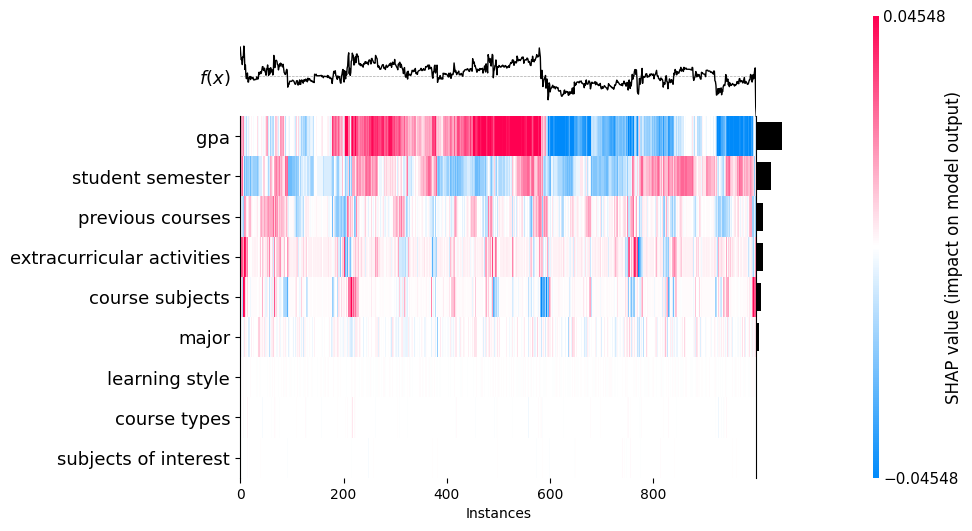 0.04548
f(x)
gpa
student semester
previous courses
extracurricular activities
course subjects
major
learning style
course types
subjects of interest
0 200 400 600 800
Instances
SHAP value (impact on model output)
−0.04548